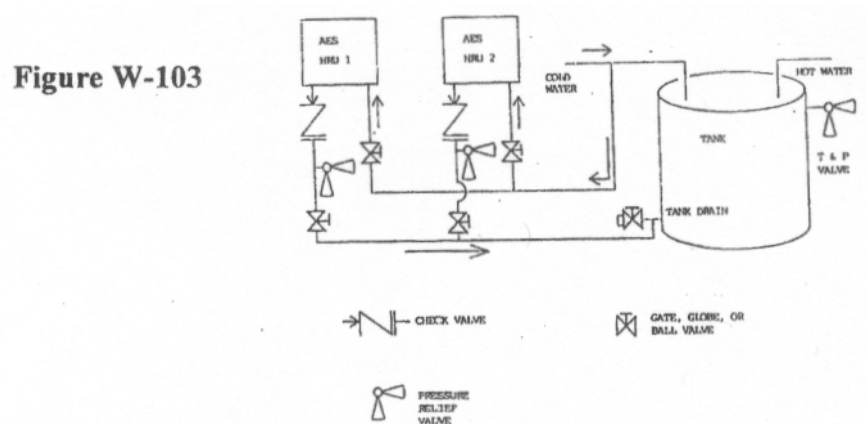 Figure W-103
AES
HRU 1
AES
HRU 2
COLD
WATER
HOT WATER
TANK
T & P
VALVE
TANK DRAIN
CHECK VALVE
GATE, GLOBE, OR
BALL VALVE
PRESSURE
RELIEF
VALVE